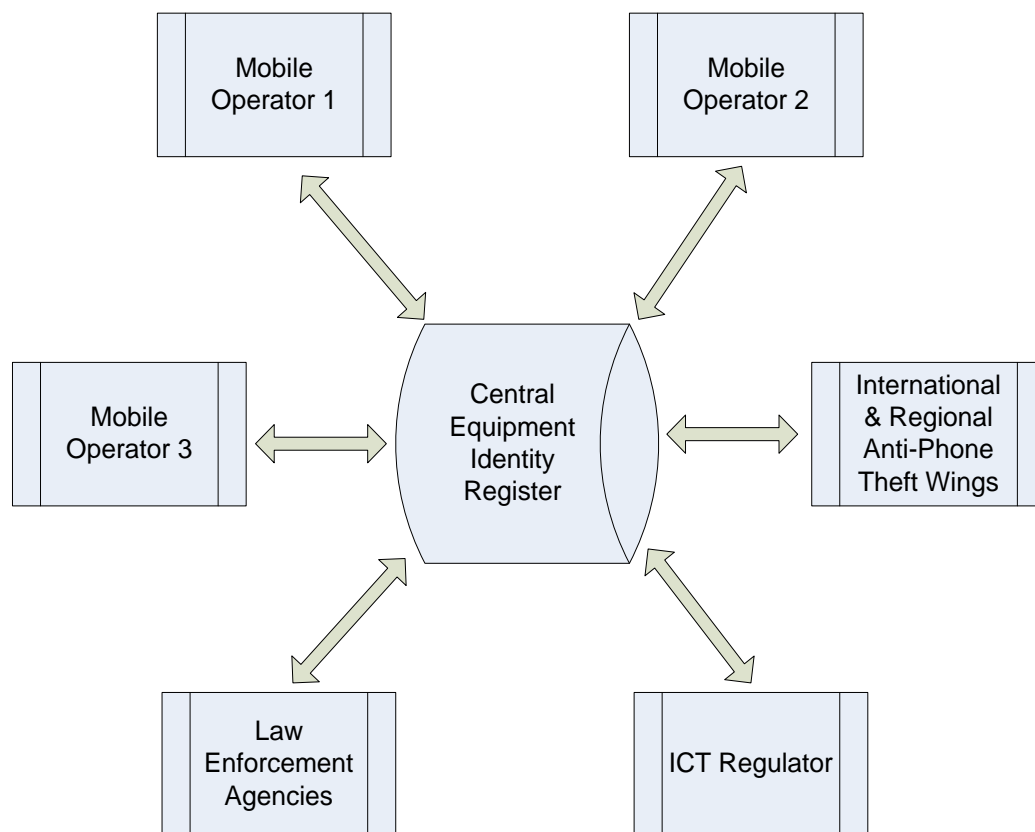 Mobile
Operator 1
Mobile
Operator 2
Mobile
Operator 3
Central
Equipment
Identity
Register
International
& Regional
Anti-Phone
Theft Wings
Law
Enforcement
Agencies
ICT Regulator